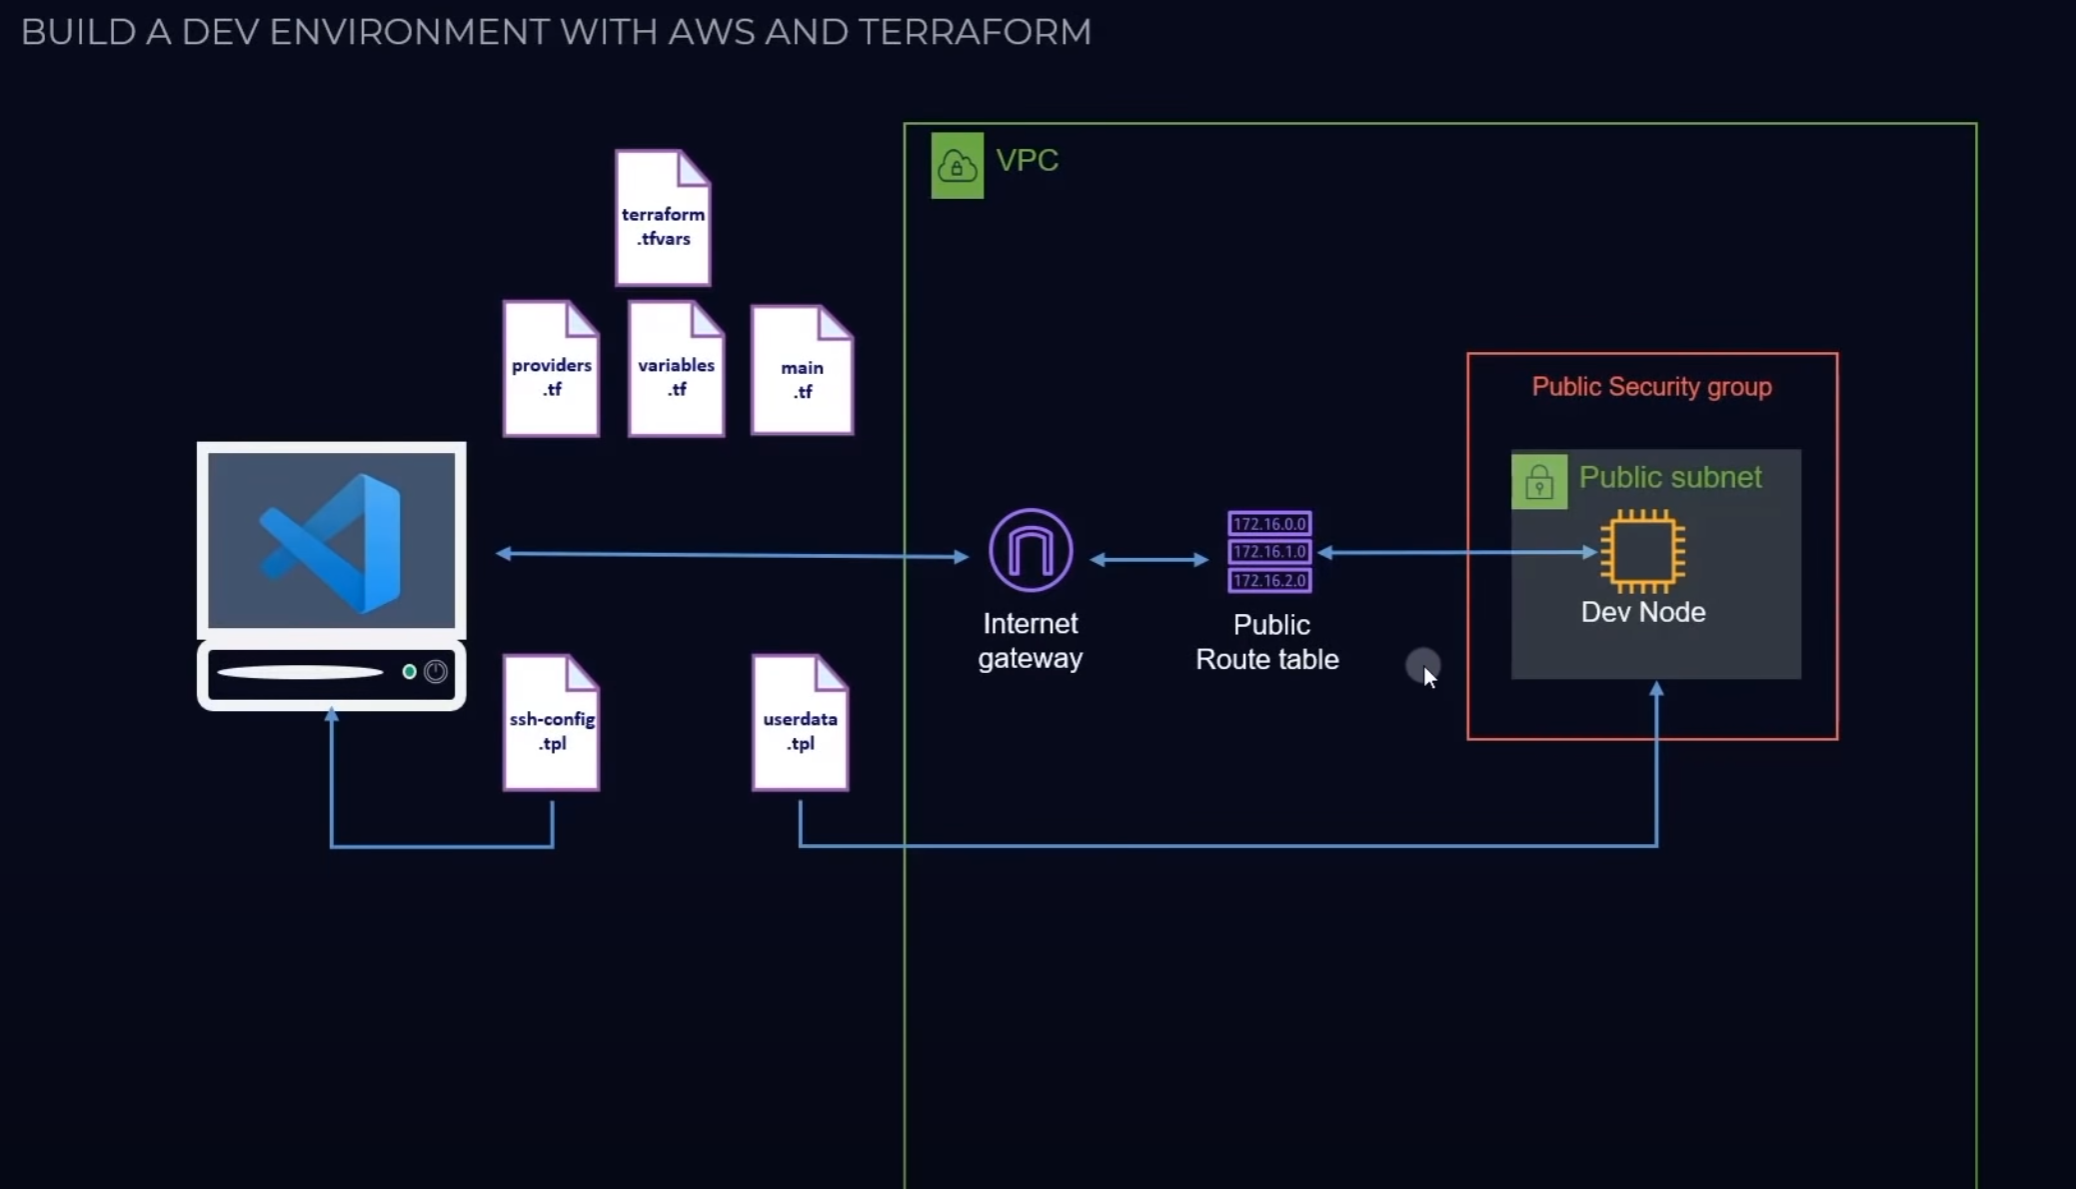 BUILD A DEV ENVIRONMENT WITH AWS AND TERRAFORM
VPC
terraform
.tfvars
providers
.tf
variables
.tf
main
.tf
Public Security group
Public subnet
172.16.0.0
172.16.1.0
172.16.2.0
Dev Node
Internet
gateway
Public
Route table
ssh-config
.tpl
userdata
.tpl